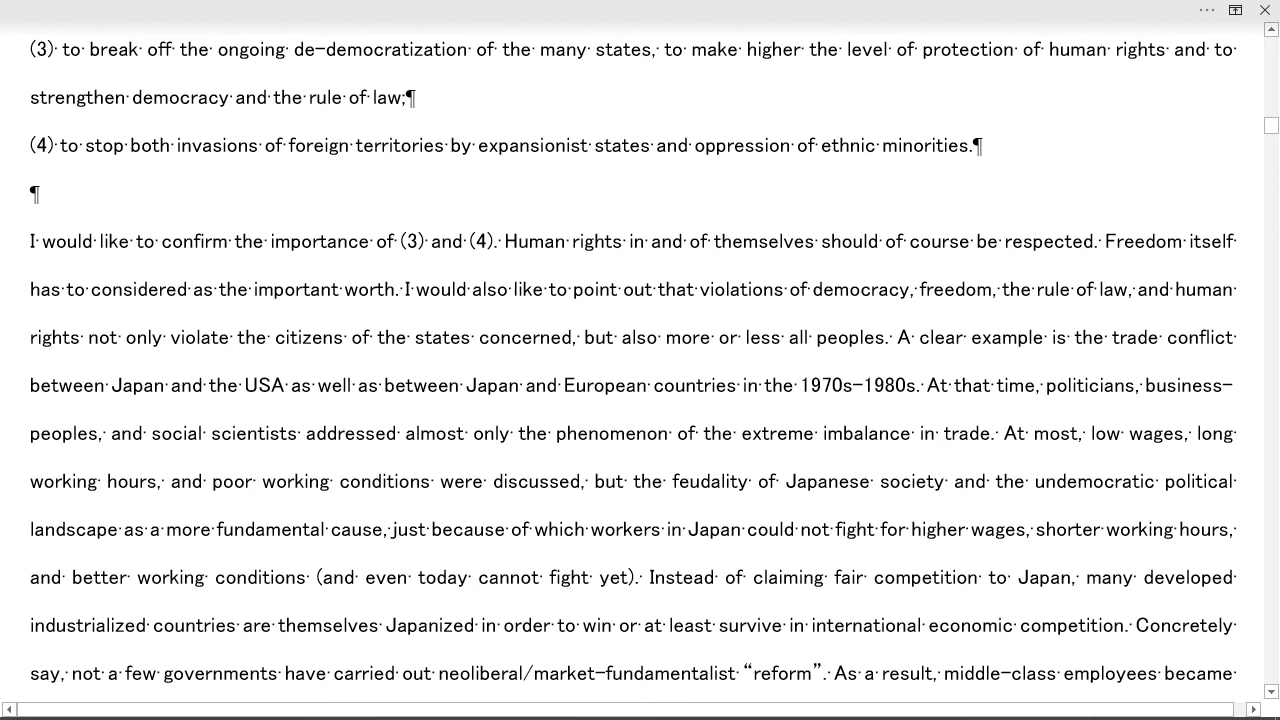 (3) to break off the ongoing de-democratization of the many states, to make higher the level of protection of human rights and to
strengthen democracy and the rule of law;¶
(4) to stop both invasions of foreign territories by expansionist states and oppression of ethnic minorities.¶
¶
I would like to confirm the importance of (3) and (4). Human rights in and of themselves should of course be respected. Freedom itself
has to considered as the important worth. I would also like to point out that violations of democracy, freedom, the rule of law, and human
rights not only violate the citizens of the states concerned, but also more or less all peoples. A clear example is the trade conflict
between Japan and the USA as well as between Japan and European countries in the 1970s-1980s. At that time, politicians, business-
peoples, and social scientists addressed almost only the phenomenon of the extreme imbalance in trade. At most, low wages, long
working hours, and poor working conditions were discussed, but the feudality of Japanese society and the undemocratic political
landscape as a more fundamental cause, just because of which workers in Japan could not fight for higher wages, shorter working hours,
and better working conditions (and even today cannot fight yet). Instead of claiming fair competition to Japan, many developed
industrialized countries are themselves Japanized in order to win or at least survive in international economic competition. Concretely
say, not a few governments have carried out neoliberal/market-fundamentalist “reform”. As a result, middle-class employees became